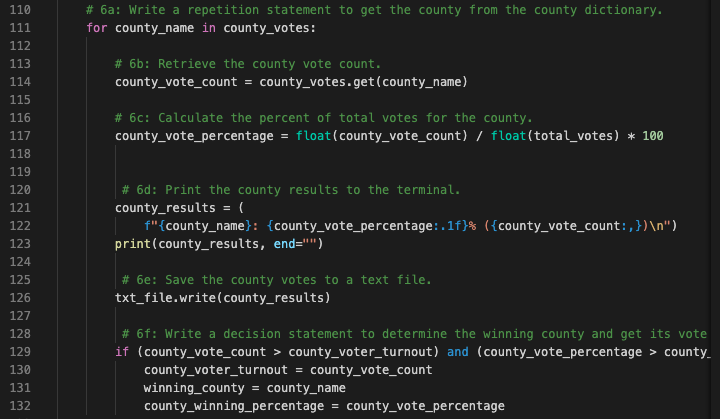 110 # 6a: Write a repetition statement to get the county from the county dictionary.
111 for county_name in county_votes:
112
113 # 6b: Retrieve the county vote count.
114 county_vote_count = county_votes.get(county_name)
115
116 # 6c: Calculate the percent of total votes for the county.
117 county_vote_percentage = float(county_vote_count) / float(total_votes) * 100
118
119
120 # 6d: Print the county results to the terminal.
121 county_results = (
122 f"{county_name}: {county_vote_percentage:.1f}% ({county_vote_count:,})\n")
123 print(county_results, end="")
124
125 # 6e: Save the county votes to a text file.
126 txt_file.write(county_results)
127
128 # 6f: Write a decision statement to determine the winning county and get its vote
129 if (county_vote_count > county_voter_turnout) and (county_vote_percentage > county_
130 county_voter_turnout = county_vote_count
131 winning_county = county_name
132 county_winning_percentage = county_vote_percentage